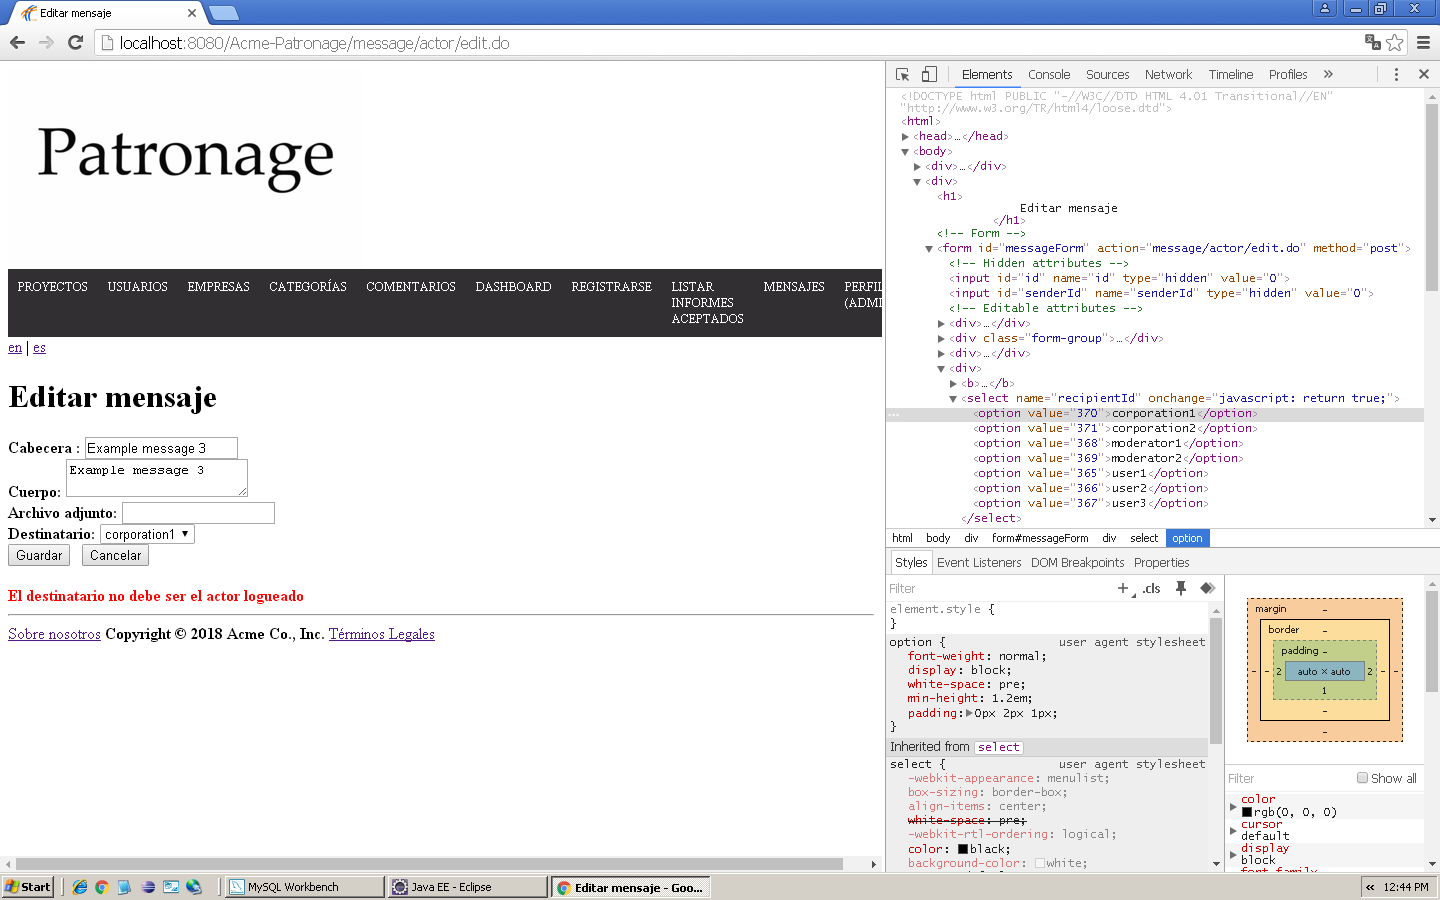 Editar mensaje
localhost:8080/Acme-Patronage/message/actor/edit.do
Patronage
PROYECTOS USUARIOS EMPRESAS CATEGORÍAS COMENTARIOS DASHBOARD REGISTRARSE LISTAR INFORMES ACEPTADOS MENSAJES PERFIL (ADMI
en | es
Editar mensaje
Cabecera : Example message 3
Cuerpo: Example message 3
Archivo adjunto:
Destinatario: corporation1
Guardar Cancelar
El destinatario no debe ser el actor logueado
Sobre nosotros Copyright © 2018 Acme Co., Inc. Términos Legales
Elements Console Sources Network Timeline Profiles »
<!DOCTYPE html PUBLIC "-//W3C//DTD HTML 4.01 Transitional//EN"
"http://www.w3.org/TR/html4/loose.dtd">
<html>
<head>…</head>
<body>
<div>…</div>
<div>
<h1>
Editar mensaje
</h1>
<!-- Form -->
<form id="messageForm" action="message/actor/edit.do" method="post">
<!-- Hidden attributes -->
<input id="id" name="id" type="hidden" value="0">
<input id="senderId" name="senderId" type="hidden" value="0">
<!-- Editable attributes -->
<div>…</div>
<div class="form-group">…</div>
<div>…</div>
<div>
<b>…</b>
<select name="recipientId" onchange="javascript: return true;">
<option value="370">corporation1</option>
<option value="371">corporation2</option>
<option value="368">moderator1</option>
<option value="369">moderator2</option>
<option value="365">user1</option>
<option value="366">user2</option>
<option value="367">user3</option>
</select>
html body div form#messageForm div select option
Styles Event Listeners DOM Breakpoints Properties
Filter + .cls
element.style {
}
option { user agent stylesheet
font-weight: normal;
display: block;
white-space: pre;
min-height: 1.2em;
padding: 0px 2px 1px;
}
Inherited from select
select { user agent stylesheet
-webkit-appearance: menulist;
box-sizing: border-box;
align-items: center;
white-space: pre;
-webkit-rtl-ordering: logical;
color: black;
background-color: white;
margin -
border -
padding -
- - 2 auto × auto 2 - -
1
-
-
Filter Show all
color
rgb(0, 0, 0)
cursor
default
display
block
font-family
Start MySQL Workbench Java EE - Eclipse Editar mensaje - Goo... « 12:44 PM